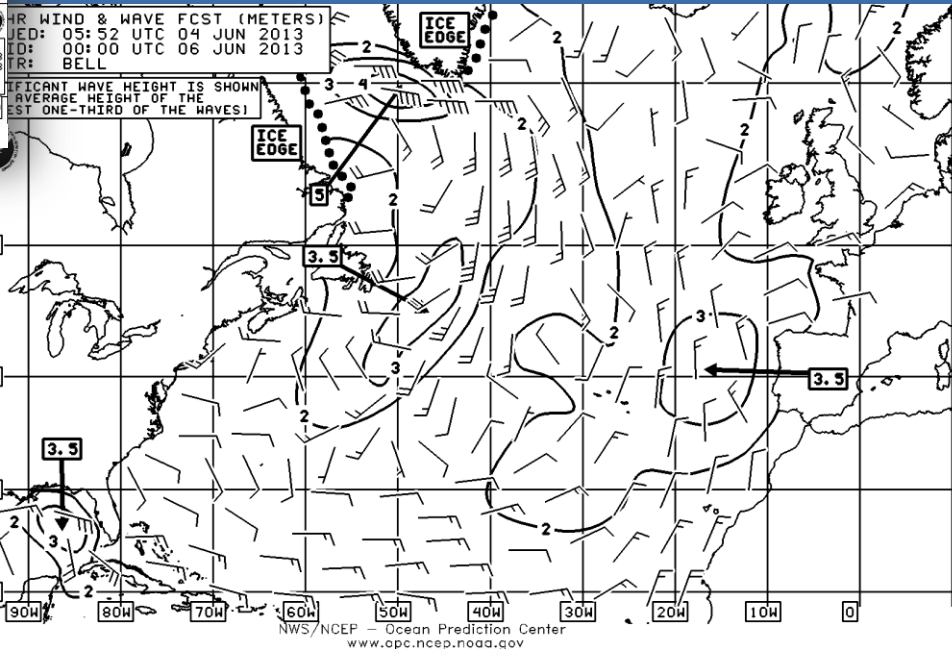 HR WIND & WAVE FCST (METERS)
UED: 05:52 UTC 04 JUN 2013
ID: 00:00 UTC 06 JUN 2013
TR: BELL
IFICANT WAVE HEIGHT IS SHOWN
AVERAGE HEIGHT OF THE
EST ONE-THIRD OF THE WAVES)
ICE
EDGE
2
2
2
3
4
2
2
ICE
EDGE
5
2
3.5
3
2
3
3.5
2
3.5
2
3
2
2
90W 80W 70W 60W 50W 40W 30W 20W 10W 0
NWS/NCEP – Ocean Prediction Center
www.opc.ncep.noaa.gov